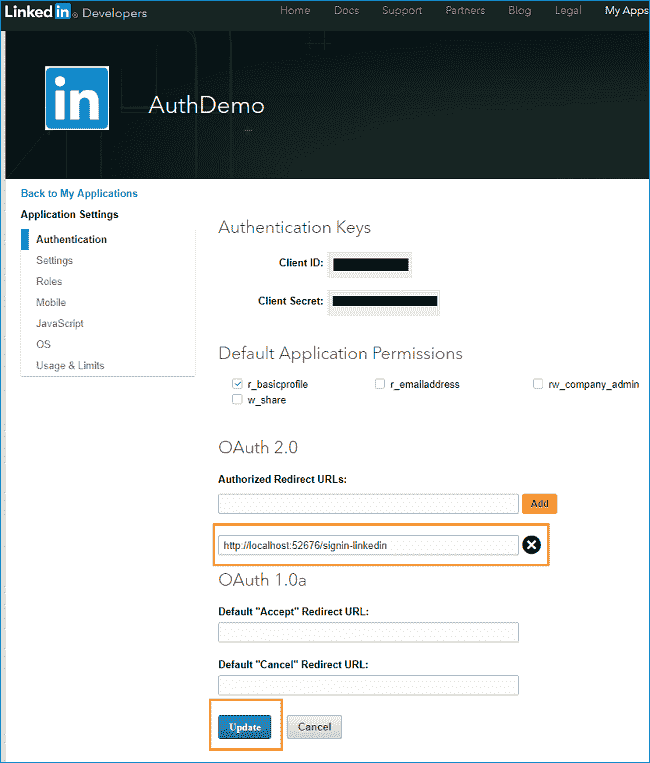 Linked in® Developers Home Docs Support Partners Blog Legal My Apps
in AuthDemo
Back to My Applications
Application Settings
Authentication
Settings
Roles
Mobile
JavaScript
OS
Usage & Limits
Authentication Keys
Client ID:
Client Secret:
Default Application Permissions
r_basicprofile r_emailaddress rw_company_admin
w_share
OAuth 2.0
Authorized Redirect URLs:
Add
http://localhost:52676/signin-linkedin
OAuth 1.0a
Default "Accept" Redirect URL:
Default "Cancel" Redirect URL:
Update Cancel